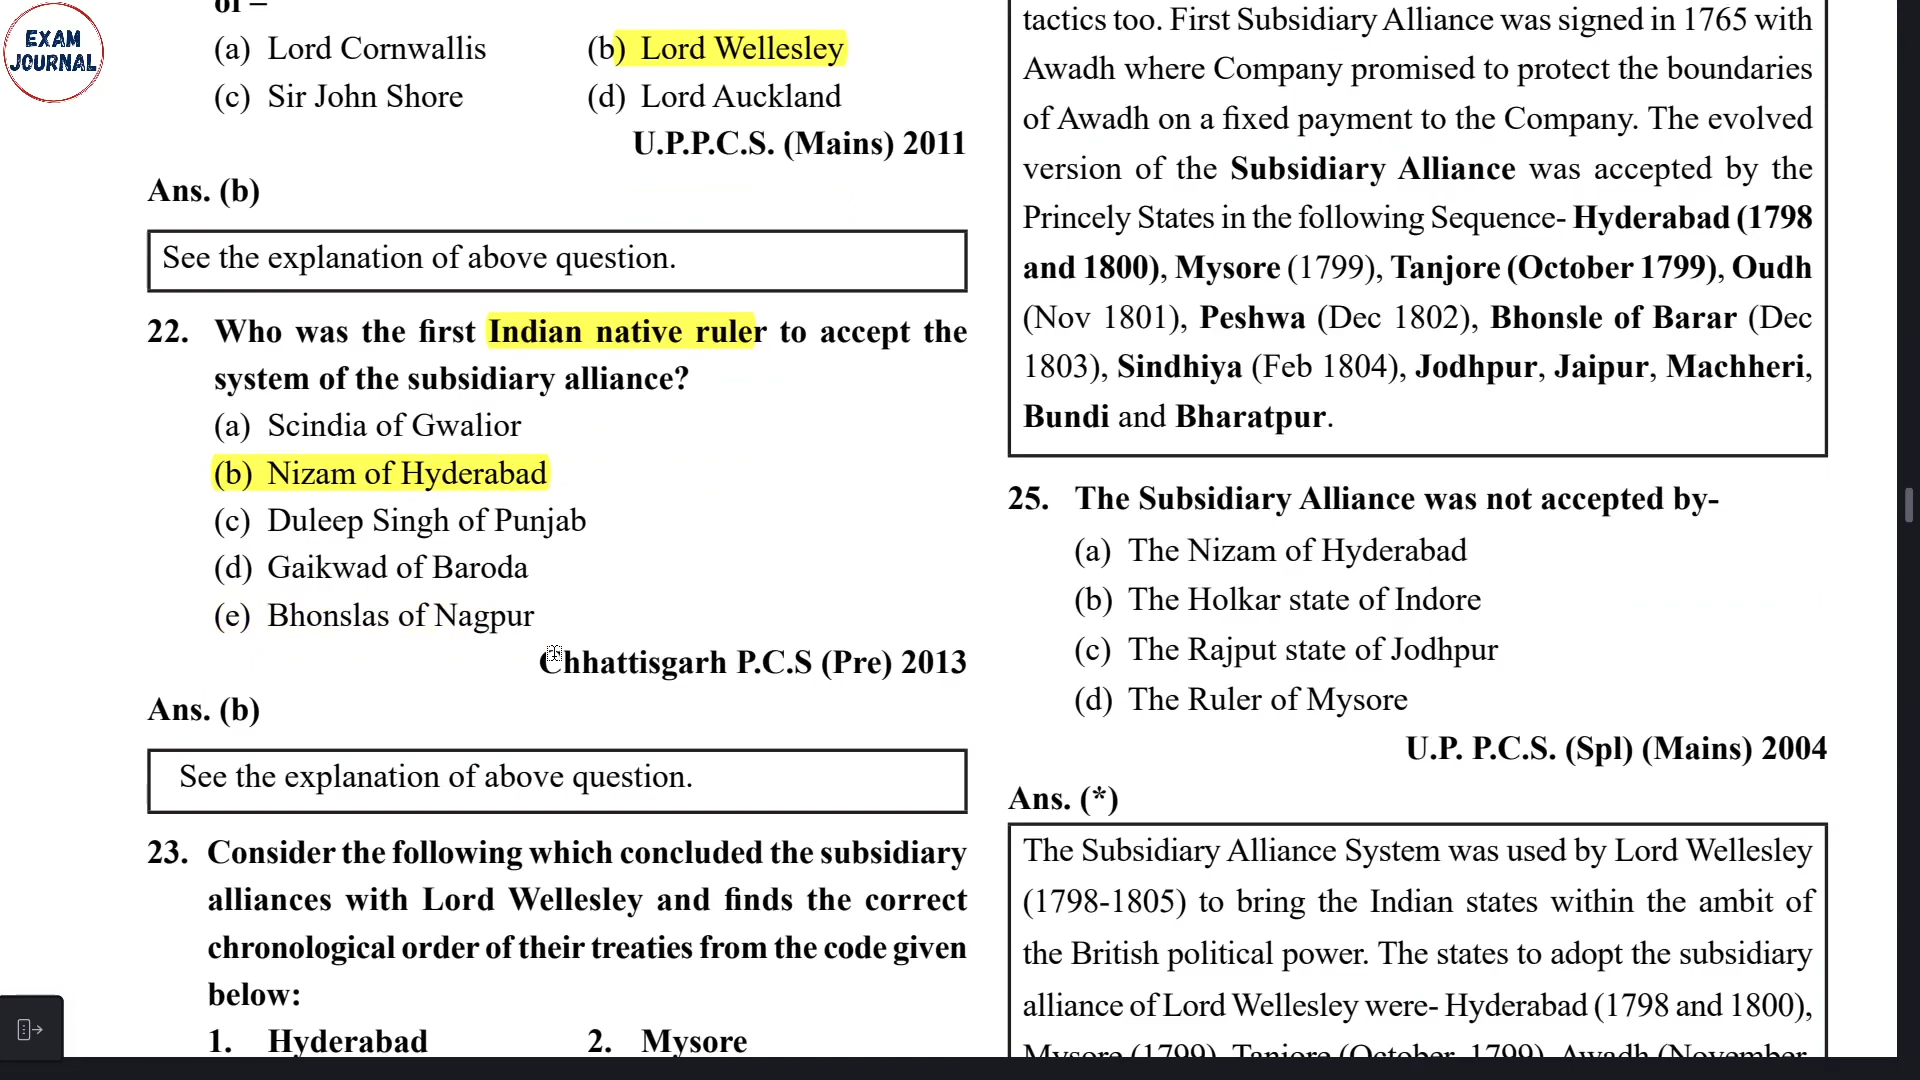 EXAM
JOURNAL
of –
(a) Lord Cornwallis (b) Lord Wellesley
(c) Sir John Shore (d) Lord Auckland
U.P.P.C.S. (Mains) 2011
Ans. (b)
See the explanation of above question.
22. Who was the first Indian native ruler to accept the
system of the subsidiary alliance?
(a) Scindia of Gwalior
(b) Nizam of Hyderabad
(c) Duleep Singh of Punjab
(d) Gaikwad of Baroda
(e) Bhonslas of Nagpur
Chhattisgarh P.C.S (Pre) 2013
Ans. (b)
See the explanation of above question.
23. Consider the following which concluded the subsidiary
alliances with Lord Wellesley and finds the correct
chronological order of their treaties from the code given
below:
1. Hyderabad 2. Mysore
tactics too. First Subsidiary Alliance was signed in 1765 with
Awadh where Company promised to protect the boundaries
of Awadh on a fixed payment to the Company. The evolved
version of the Subsidiary Alliance was accepted by the
Princely States in the following Sequence- Hyderabad (1798
and 1800), Mysore (1799), Tanjore (October 1799), Oudh
(Nov 1801), Peshwa (Dec 1802), Bhonsle of Barar (Dec
1803), Sindhiya (Feb 1804), Jodhpur, Jaipur, Machheri,
Bundi and Bharatpur.
25. The Subsidiary Alliance was not accepted by-
(a) The Nizam of Hyderabad
(b) The Holkar state of Indore
(c) The Rajput state of Jodhpur
(d) The Ruler of Mysore
U.P. P.C.S. (Spl) (Mains) 2004
Ans. (*)
The Subsidiary Alliance System was used by Lord Wellesley
(1798-1805) to bring the Indian states within the ambit of
the British political power. The states to adopt the subsidiary
alliance of Lord Wellesley were- Hyderabad (1798 and 1800),
Mysore (1799), Tanjore (October, 1799), Awadh (November,